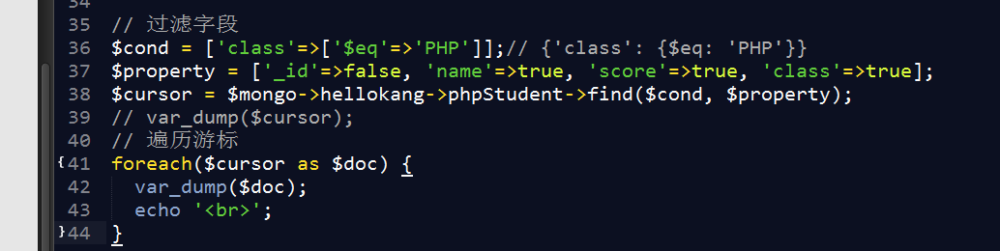 34
35 // 过滤字段
36 $cond = ['class'=>['$eq'=>'PHP']];// {'class': {$eq: 'PHP'}}
37 $property = ['_id'=>false, 'name'=>true, 'score'=>true, 'class'=>true];
38 $cursor = $mongo->hellokang->phpStudent->find($cond, $property);
39 // var_dump($cursor);
40 // 遍历游标
41 foreach($cursor as $doc) {
42   var_dump($doc);
43   echo '<br>';
44 }